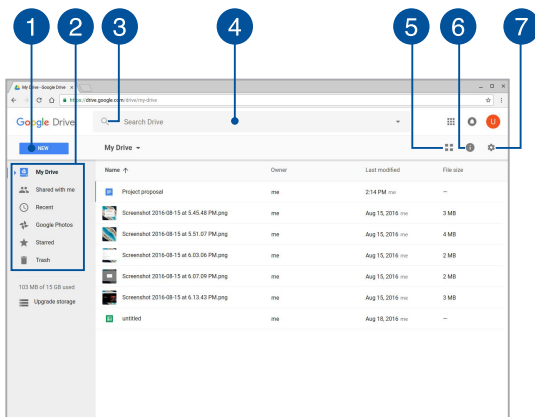 1 2 3 4 5 6 7
My Drive - Google Drive
https://drive.google.com/drive/my-drive
Google Drive Search Drive U
NEW My Drive
My Drive Name Owner Last modified File size
Shared with me Project proposal me 2:14 PM me –
Recent Screenshot 2016-08-15 at 5.45.48 PM.png me Aug 15, 2016 me 3 MB
Google Photos Screenshot 2016-08-15 at 5.51.07 PM.png me Aug 15, 2016 me 4 MB
Starred Screenshot 2016-08-15 at 6.03.06 PM.png me Aug 15, 2016 me 2 MB
Trash Screenshot 2016-08-15 at 6.07.09 PM.png me Aug 15, 2016 me 2 MB
103 MB of 15 GB used Screenshot 2016-08-15 at 6.13.43 PM.png me Aug 15, 2016 me 3 MB
Upgrade storage untitled me Aug 18, 2016 me –